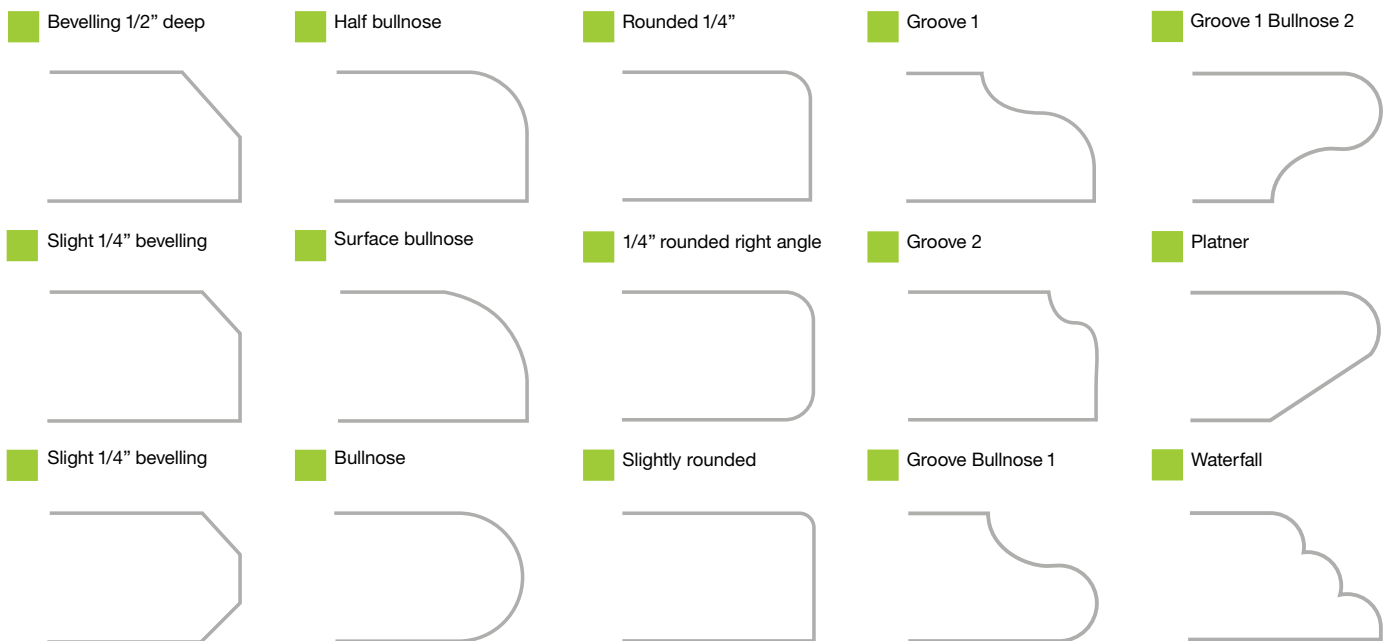 Bevelling 1/2” deep
Half bullnose
Rounded 1/4”
Groove 1
Groove 1 Bullnose 2
Slight 1/4” bevelling
Surface bullnose
1/4” rounded right angle
Groove 2
Platner
Slight 1/4” bevelling
Bullnose
Slightly rounded
Groove Bullnose 1
Waterfall